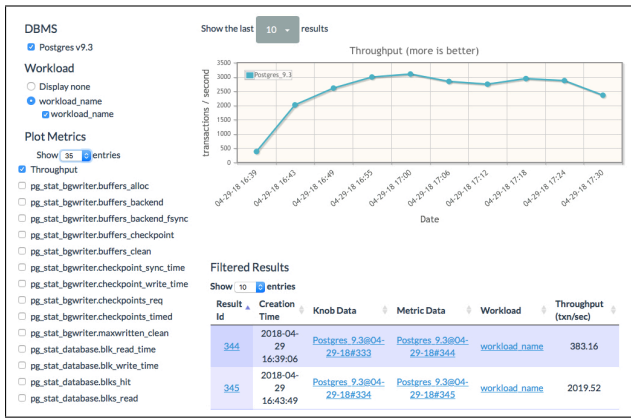 DBMS
Postgres v9.3
Workload
Display none
workload_name
workload_name
Plot Metrics
Show 35 entries
Throughput
pg_stat_bgwriter.buffers_alloc
pg_stat_bgwriter.buffers_backend
pg_stat_bgwriter.buffers_backend_fsync
pg_stat_bgwriter.buffers_checkpoint
pg_stat_bgwriter.buffers_clean
pg_stat_bgwriter.checkpoint_sync_time
pg_stat_bgwriter.checkpoint_write_time
pg_stat_bgwriter.checkpoints_req
pg_stat_bgwriter.checkpoints_timed
pg_stat_bgwriter.maxwritten_clean
pg_stat_database.blk_read_time
pg_stat_database.blk_write_time
pg_stat_database.blks_hit
pg_stat_database.blks_read
Show the last 10 results
Throughput (more is better)
transactions / second
3500
3000
2500
2000
1500
1000
500
0
Postgres_9.3
04-29-18 16:39
04-29-18 16:43
04-29-18 16:49
04-29-18 16:55
04-29-18 17:00
04-29-18 17:06
04-29-18 17:12
04-29-18 17:18
04-29-18 17:24
04-29-18 17:30
Date
Filtered Results
Show 10 entries
Result Creation Throughput
Id Time Knob Data Metric Data Workload (txn/sec)
2018-04-
344 29 Postgres_9.3@04- Postgres_9.3@04- workload_name 383.16
16:39:06 29-18#333 29-18#344
2018-04-
345 29 Postgres_9.3@04- Postgres_9.3@04- workload_name 2019.52
16:43:49 29-18#334 29-18#345